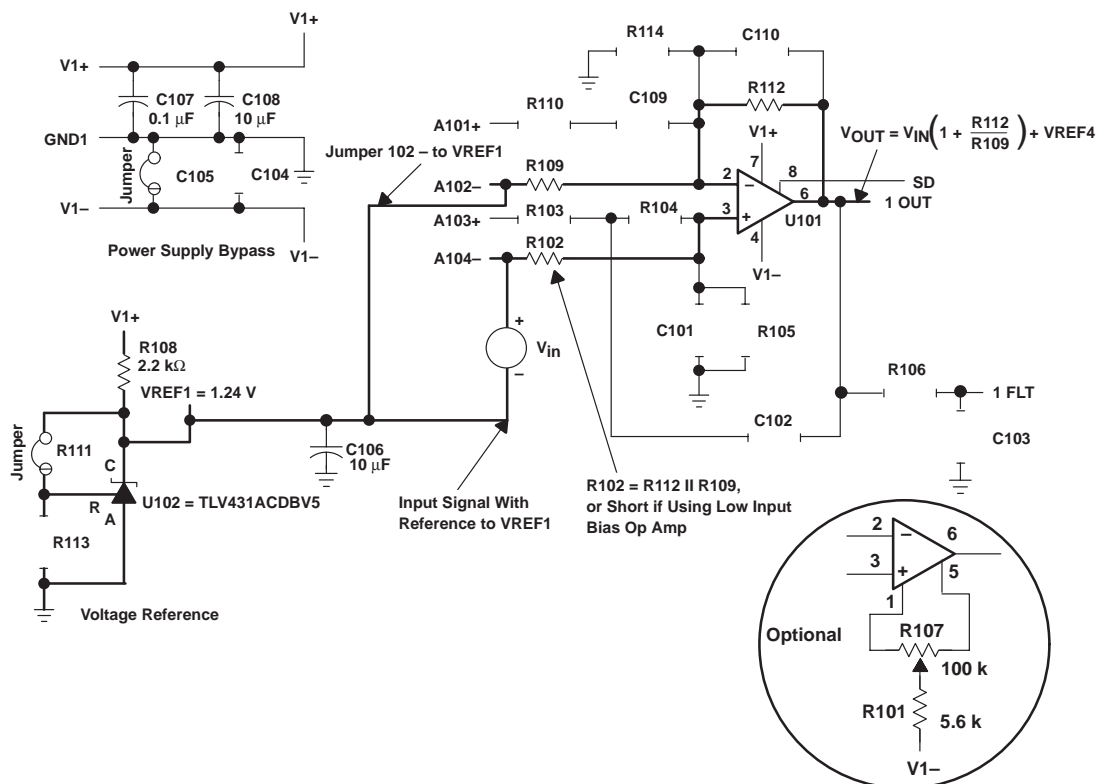 V1+
V1+
C107
0.1 μF
C108
10 μF
GND1
Jumper
C105
C104
V1–
V1–
Power Supply Bypass
R114
C110
R112
C109
R110
A101+
Jumper 102 – to VREF1
R109
A102–
A103+
R103
R104
R102
A104–
V1+
7
2
–
8
SD
6
1 OUT
3
+
U101
4
V1–
VOUT = VIN(1 + R112/R109) + VREF4
C101
R105
+
Vin
–
R106
1 FLT
C102
C103
V1+
R108
2.2 kΩ
VREF1 = 1.24 V
Jumper
R111
C
R
A
U102 = TLV431ACDBV5
C106
10 μF
R113
Voltage Reference
Input Signal With
Reference to VREF1
R102 = R112 II R109,
or Short if Using Low Input
Bias Op Amp
2
–
6
3
+
5
1
Optional
R107
100 k
R101
5.6 k
V1–